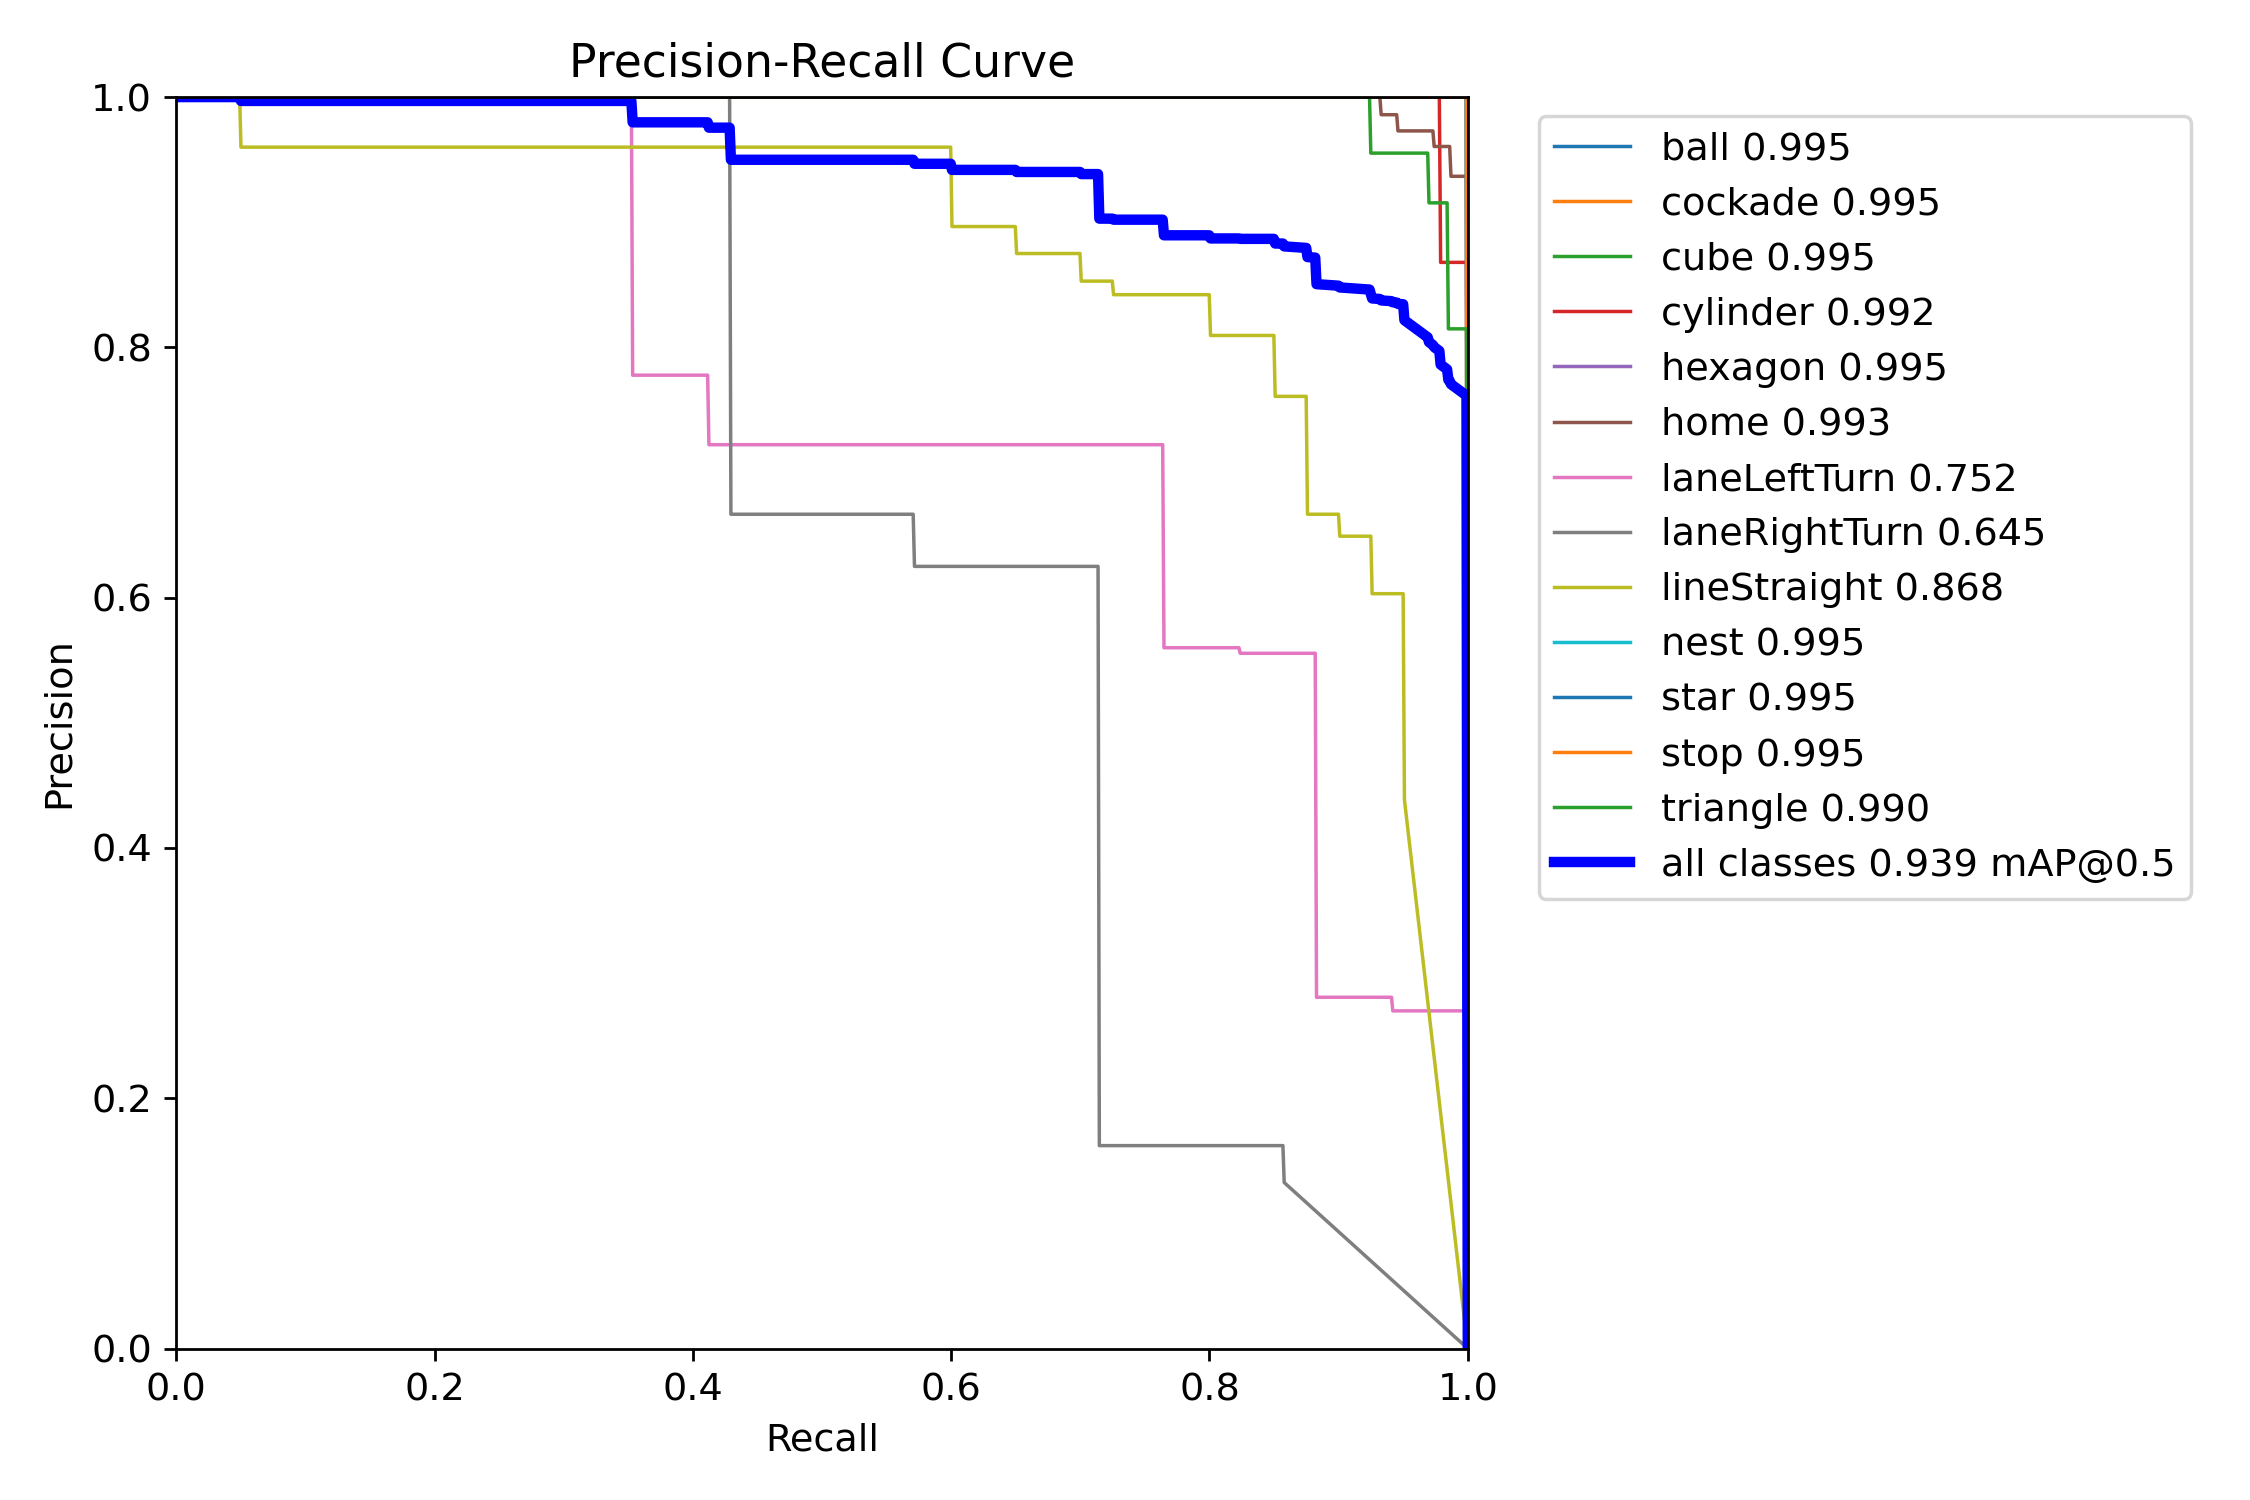 Precision-Recall Curve
1.0
0.8
0.6
0.4
0.2
0.0
Precision
0.0 0.2 0.4 0.6 0.8 1.0
Recall
ball 0.995
cockade 0.995
cube 0.995
cylinder 0.992
hexagon 0.995
home 0.993
laneLeftTurn 0.752
laneRightTurn 0.645
lineStraight 0.868
nest 0.995
star 0.995
stop 0.995
triangle 0.990
all classes 0.939 mAP@0.5